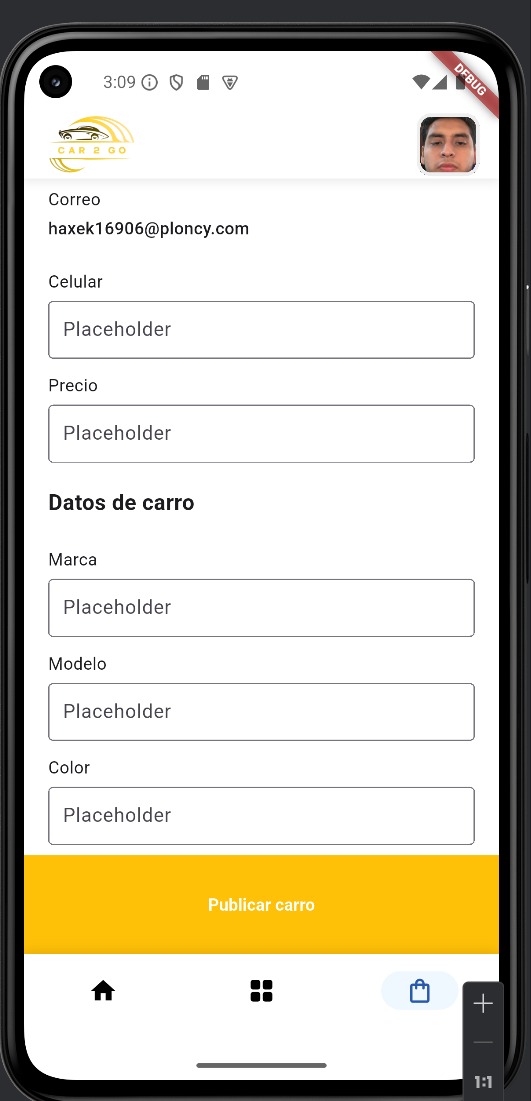 3:09
DEBUG
CAR 2 GO
Correo
haxek16906@ploncy.com
Celular
Placeholder
Precio
Placeholder
Datos de carro
Marca
Placeholder
Modelo
Placeholder
Color
Placeholder
Publicar carro
1:1